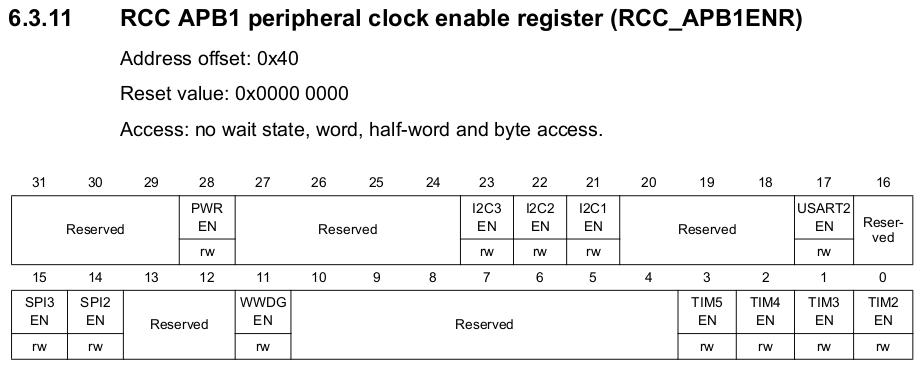 6.3.11 RCC APB1 peripheral clock enable register (RCC_APB1ENR)
Address offset: 0x40
Reset value: 0x0000 0000
Access: no wait state, word, half-word and byte access.
31 30 29 28 27 26 25 24 23 22 21 20 19 18 17 16
Reserved PWR EN Reserved I2C3 EN I2C2 EN I2C1 EN Reserved USART2 EN Reser-ved
rw rw rw rw rw
15 14 13 12 11 10 9 8 7 6 5 4 3 2 1 0
SPI3 EN SPI2 EN Reserved WWDG EN Reserved TIM5 EN TIM4 EN TIM3 EN TIM2 EN
rw rw rw rw rw rw rw